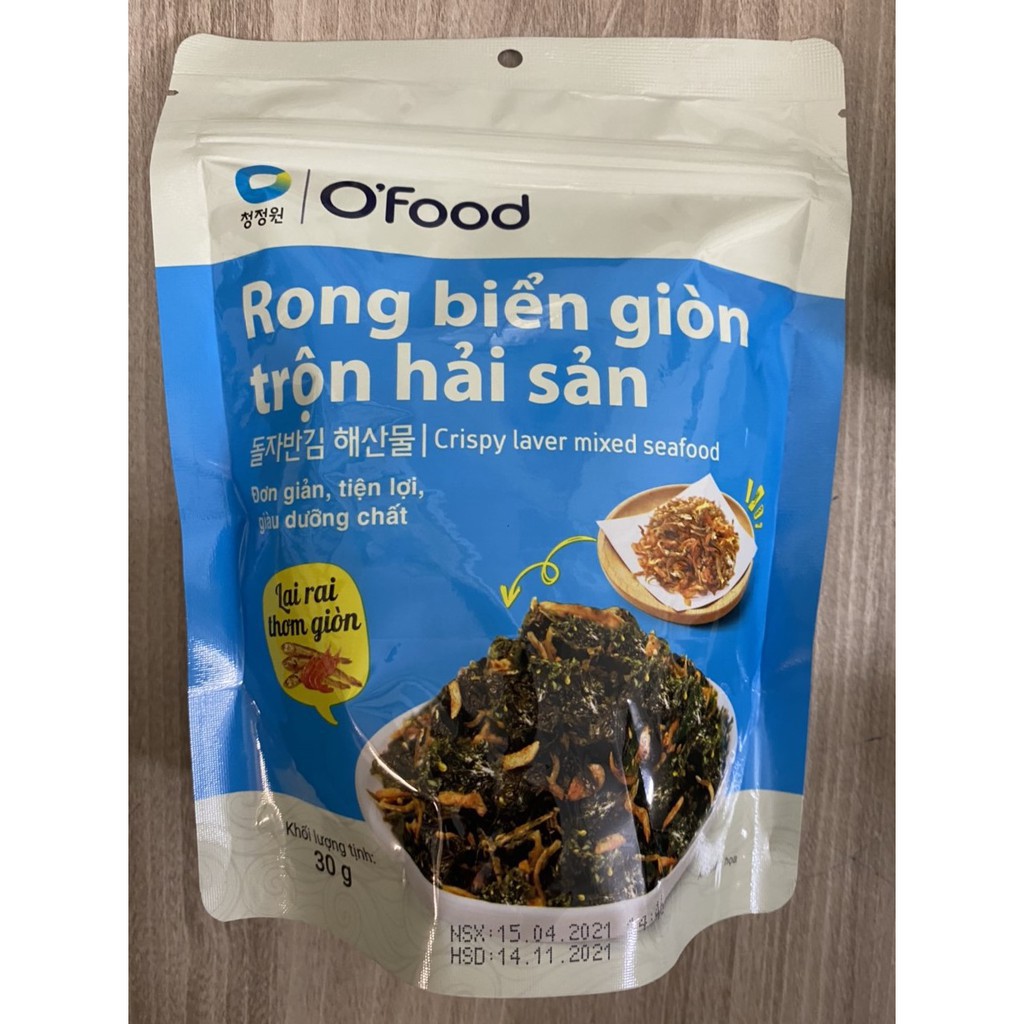 청정원
O'Food
Rong biển giòn
trộn hải sản
돌자반김 해산물 | Crispy laver mixed seafood
Đơn giản, tiện lợi,
giàu dưỡng chất
Lai rai
thơm giòn
Khối lượng tịnh:
30 g
NSX:15.04.2021
HSD:14.11.2021